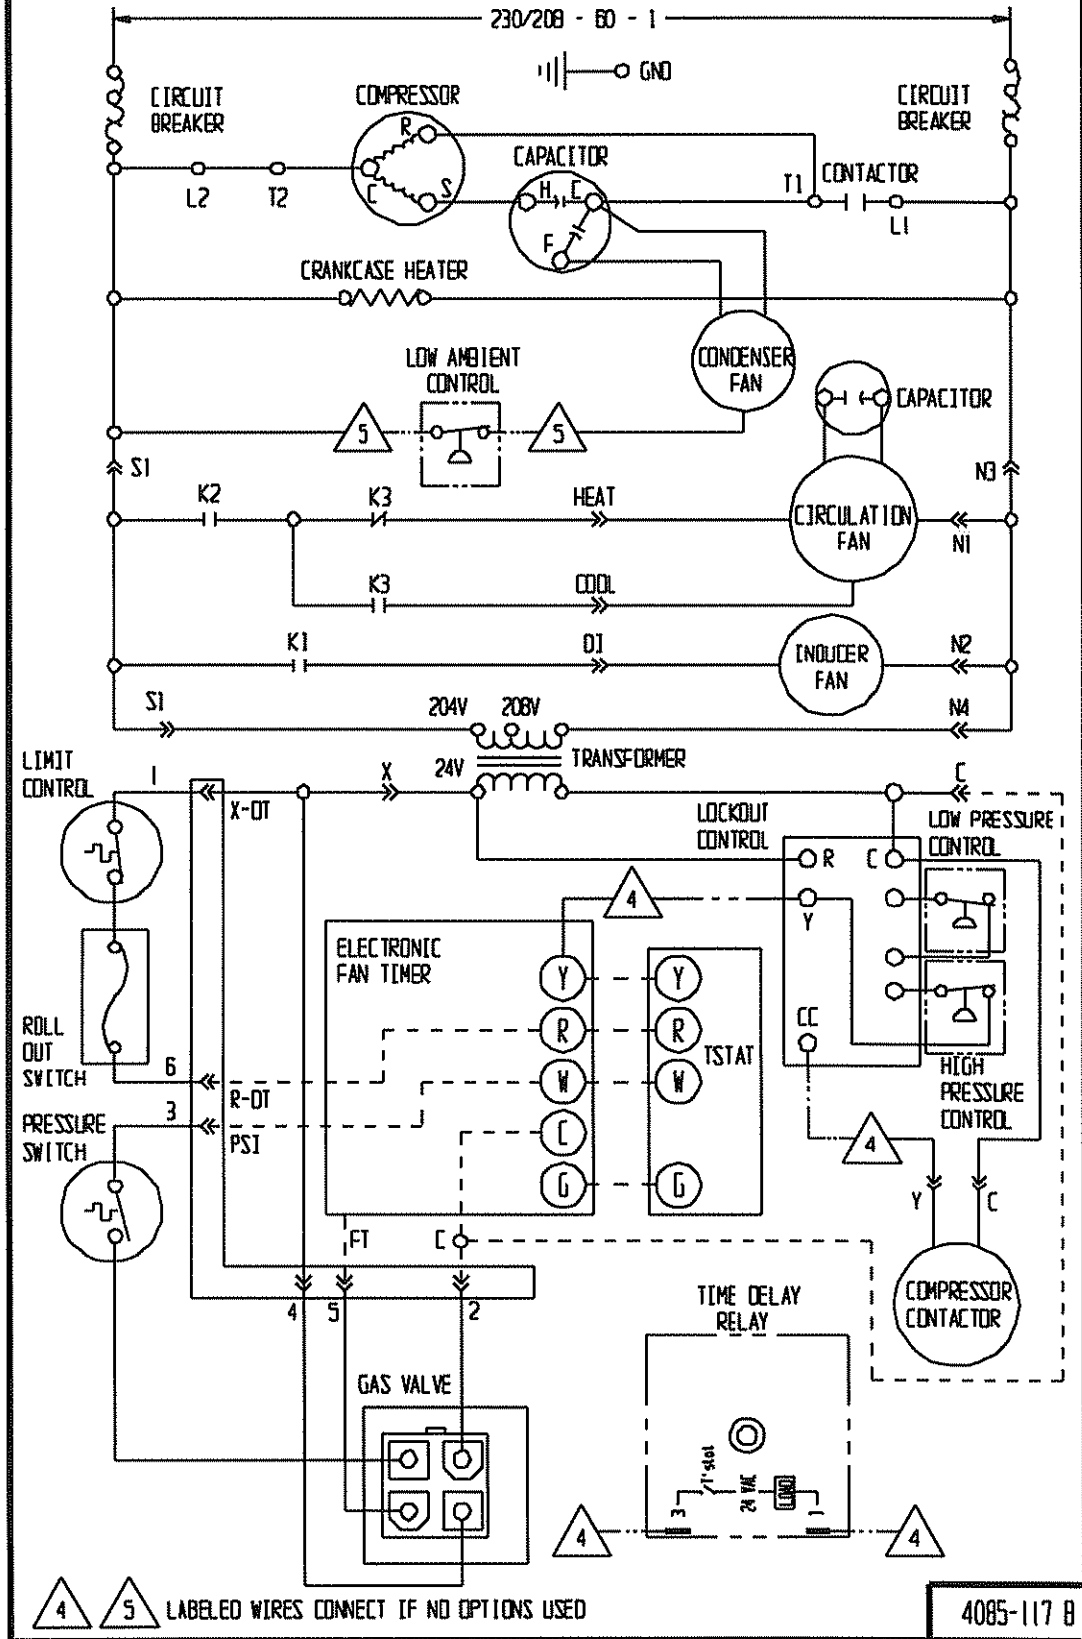 230/208 - 60 - 1
GND
CIRCUIT
BREAKER
COMPRESSOR
R
C
S
CAPACITOR
H C
F
CIRCUIT
BREAKER
L2
T2
T1
CONTACTOR
L1
CRANKCASE HEATER
CONDENSER
FAN
LOW AMBIENT
CONTROL
5
5
CAPACITOR
S1
N3
K2
K3
HEAT
CIRCULATION
FAN
N1
K3
COOL
K1
DI
INDUCER
FAN
N2
S1
204V
208V
N4
LIMIT
CONTROL
1
X-OT
X
24V
TRANSFORMER
C
LOCKOUT
CONTROL
LOW PRESSURE
CONTROL
R
C
Y
4
ELECTRONIC
FAN TIMER
Y
R
W
C
G
Y
R
W
G
TSTAT
CC
ROLL
OUT
SWITCH
6
R-OT
3
PSI
PRESSURE
SWITCH
HIGH
PRESSURE
CONTROL
4
Y
C
FT
C
COMPRESSOR
CONTACTOR
4
5
2
TIME DELAY
RELAY
GAS VALVE
3
T'stat
24 VAC
LOAD
1
4
4
4
5
LABELED WIRES CONNECT IF NO OPTIONS USED
4085-117 B